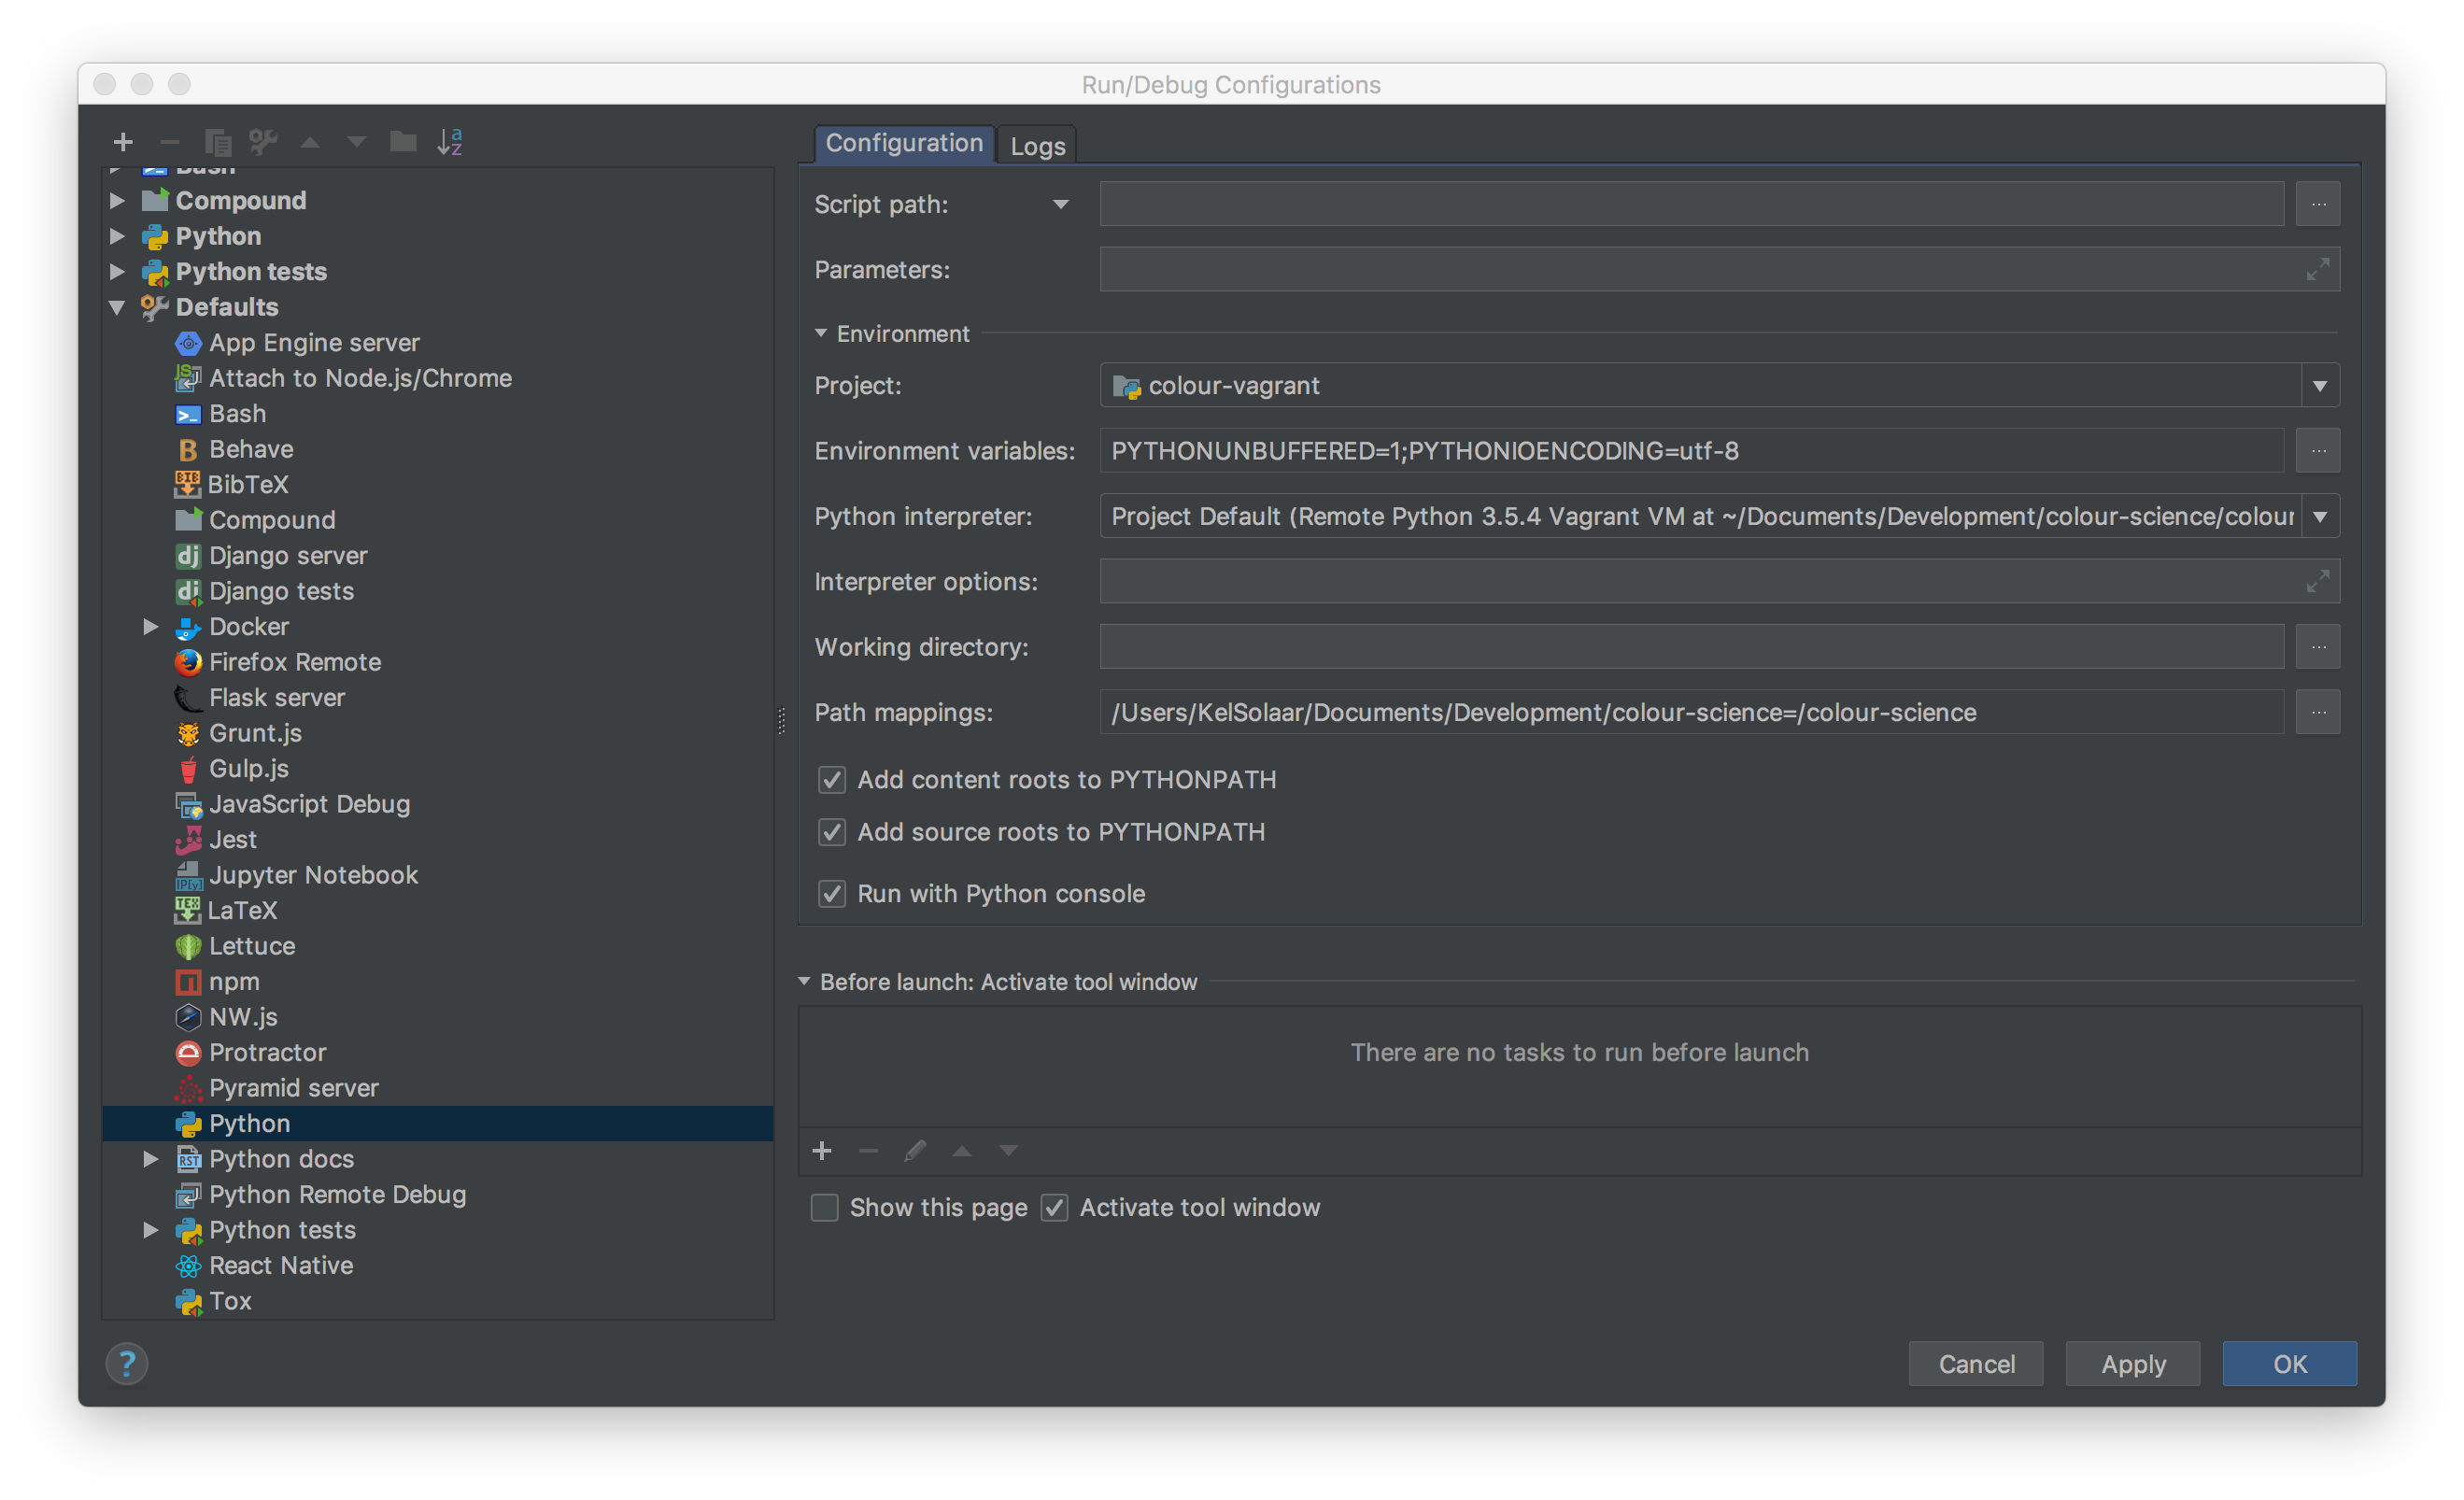 Run/Debug Configurations
Bash
Compound
Python
Python tests
Defaults
App Engine server
Attach to Node.js/Chrome
Bash
Behave
BibTeX
Compound
Django server
Django tests
Docker
Firefox Remote
Flask server
Grunt.js
Gulp.js
JavaScript Debug
Jest
Jupyter Notebook
LaTeX
Lettuce
npm
NW.js
Protractor
Pyramid server
Python
Python docs
Python Remote Debug
Python tests
React Native
Tox
Configuration
Logs
Script path:
...
Parameters:
Environment
Project: colour-vagrant
Environment variables: PYTHONUNBUFFERED=1;PYTHONIOENCODING=utf-8 ...
Python interpreter: Project Default (Remote Python 3.5.4 Vagrant VM at ~/Documents/Development/colour-science/colour
Interpreter options:
Working directory: ...
Path mappings: /Users/KelSolaar/Documents/Development/colour-science=/colour-science ...
Add content roots to PYTHONPATH
Add source roots to PYTHONPATH
Run with Python console
Before launch: Activate tool window
There are no tasks to run before launch
Show this page Activate tool window
? Cancel Apply OK